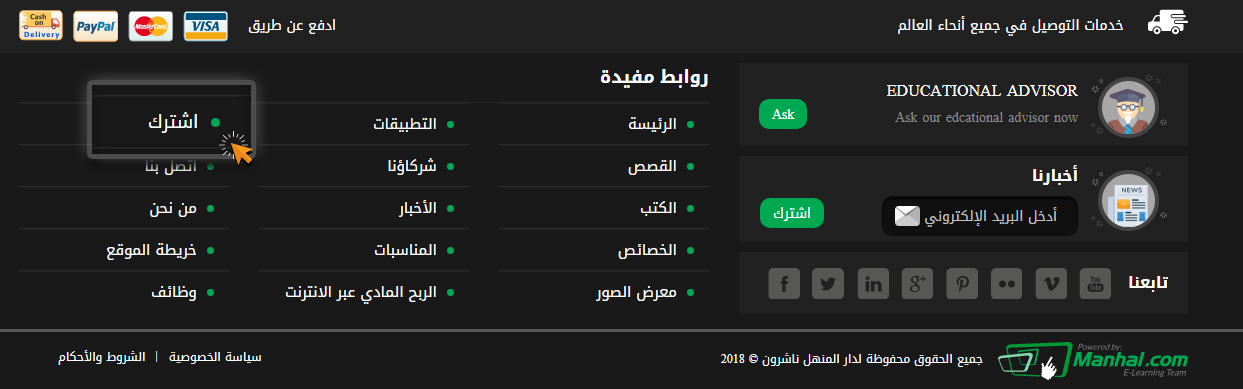 خدمات التوصيل في جميع أنحاء العالم
ادفع عن طريق
VISA
MasterCard
PayPal
Cash on Delivery
EDUCATIONAL ADVISOR
Ask our edcational advisor now
Ask
أخبارنا
NEWS
أدخل البريد الإلكتروني
اشترك
تابعنا
You Tube
روابط مفيدة
الرئيسة
القصص
الكتب
الخصائص
معرض الصور
التطبيقات
شركاؤنا
الأخبار
المناسبات
الربح المادي عبر الانترنت
اشترك
اتصل بنا
من نحن
خريطة الموقع
وظائف
Powered by:
Manhal.com
E-Learning Team
جميع الحقوق محفوظة لدار المنهل ناشرون © 2018
سياسة الخصوصية | الشروط والأحكام